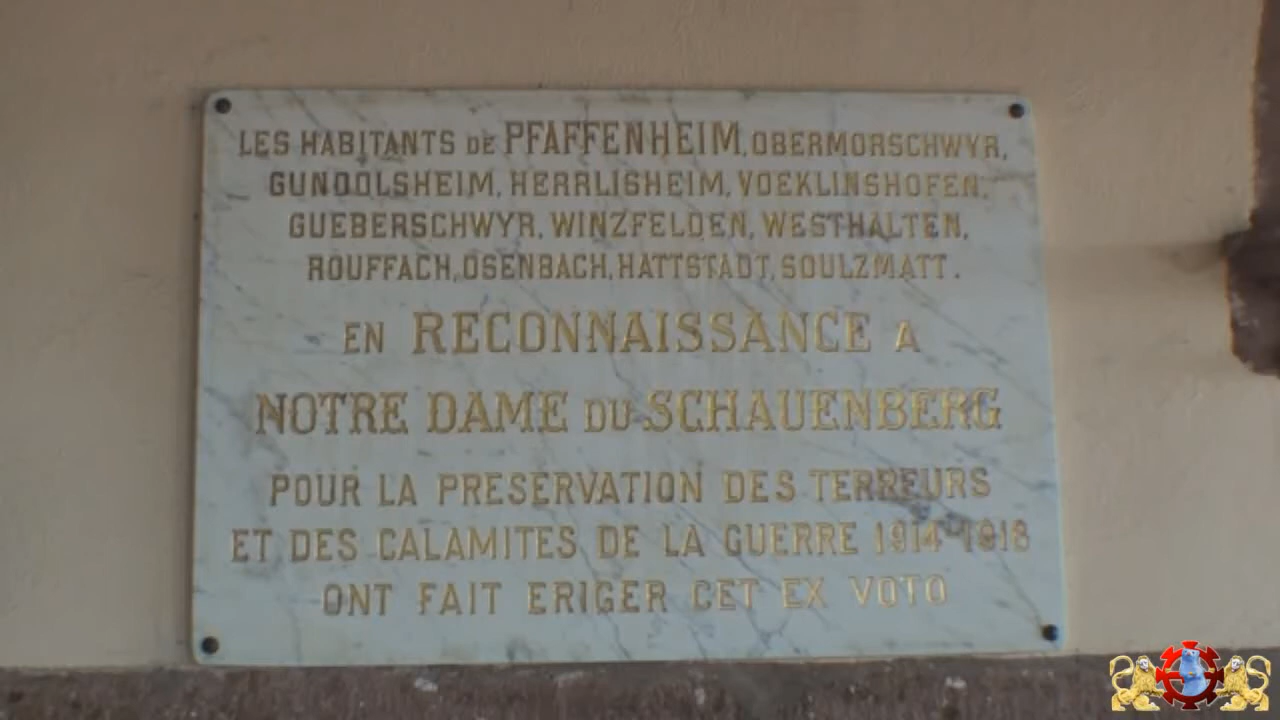 LES HABITANTS DE PFAFFENHEIM, OBERMORSCHWYR,
GUNDOLSHEIM, HERRLISHEIM, VOEKLINSHOFEN,
GUEBERSCHWYR, WINZFELDEN, WESTHALTEN,
ROUFFACH, OSENBACH, HATTSTADT, SOULZMATT.
EN RECONNAISSANCE A
NOTRE DAME DU SCHAUENBERG
POUR LA PRESERVATION DES TERREURS
ET DES CALAMITES DE LA GUERRE 1914-1918
ONT FAIT ERIGER CET EX VOTO